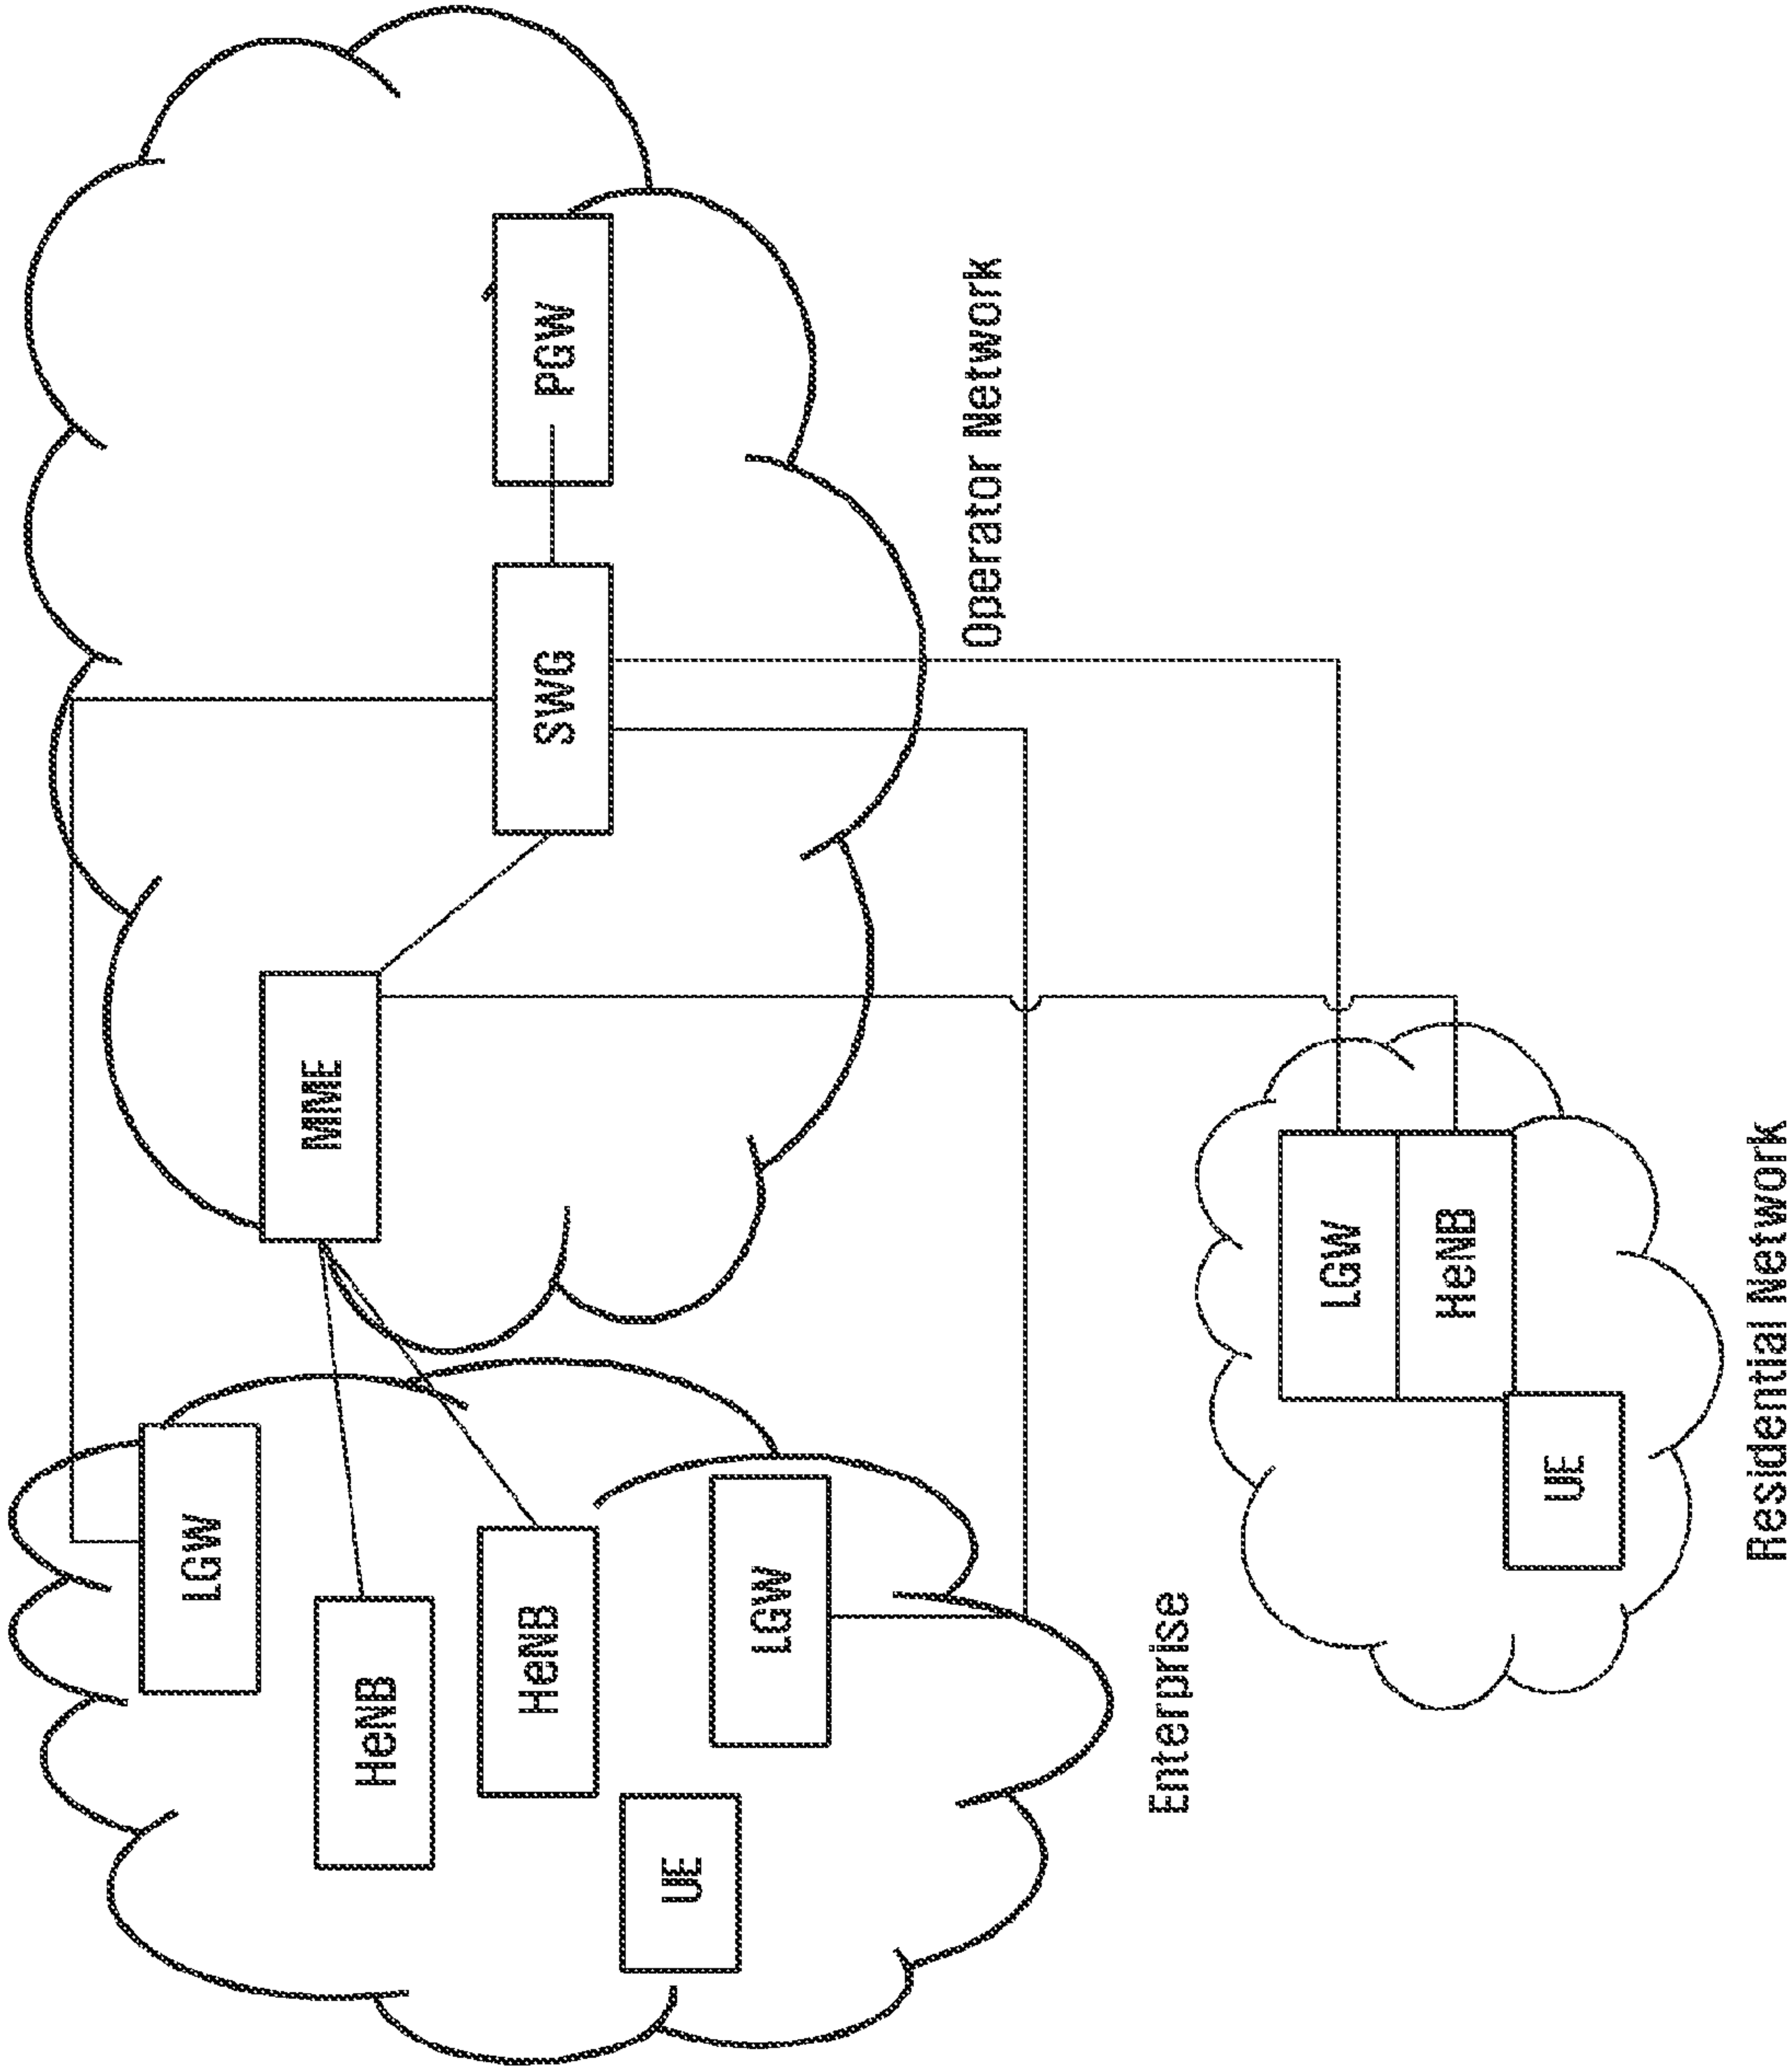 LGW
HeNB
HeNB
LGW
UE
Enterprise
MME
SWG
PGW
Operator Network
LGW
HeNB
UE
Residential Network